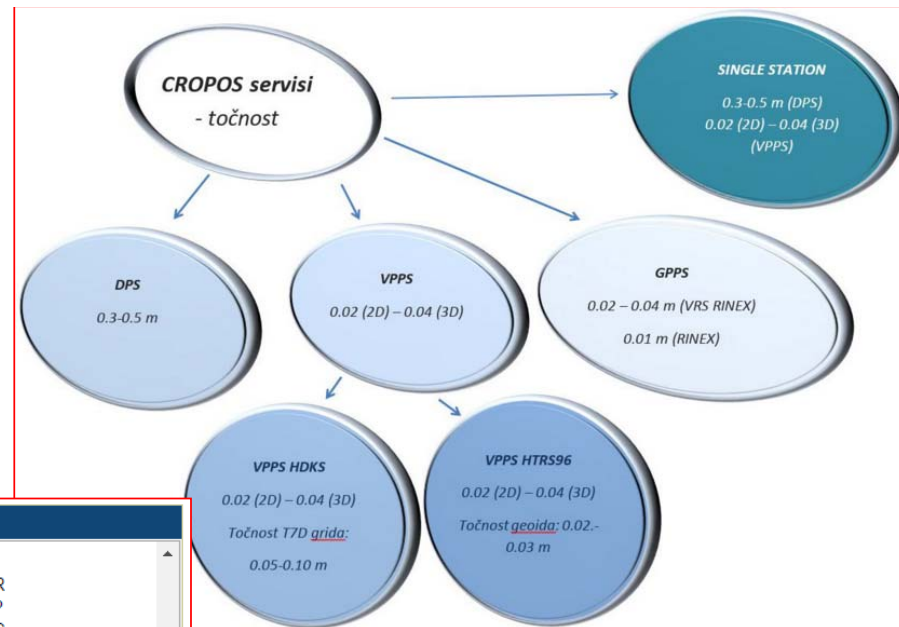 CROPOS servisi
- točnost
SINGLE STATION
0.3-0.5 m (DPS)
0.02 (2D) – 0.04 (3D)
(VPPS)
DPS
0.3-0.5 m
VPPS
0.02 (2D) – 0.04 (3D)
GPPS
0.02 – 0.04 m (VRS RINEX)
0.01 m (RINEX)
VPPS HDKS
0.02 (2D) – 0.04 (3D)
Točnost T7D grida:
0.05-0.10 m
VPPS HTRS96
0.02 (2D) – 0.04 (3D)
Točnost geoida: 0.02.-
0.03 m